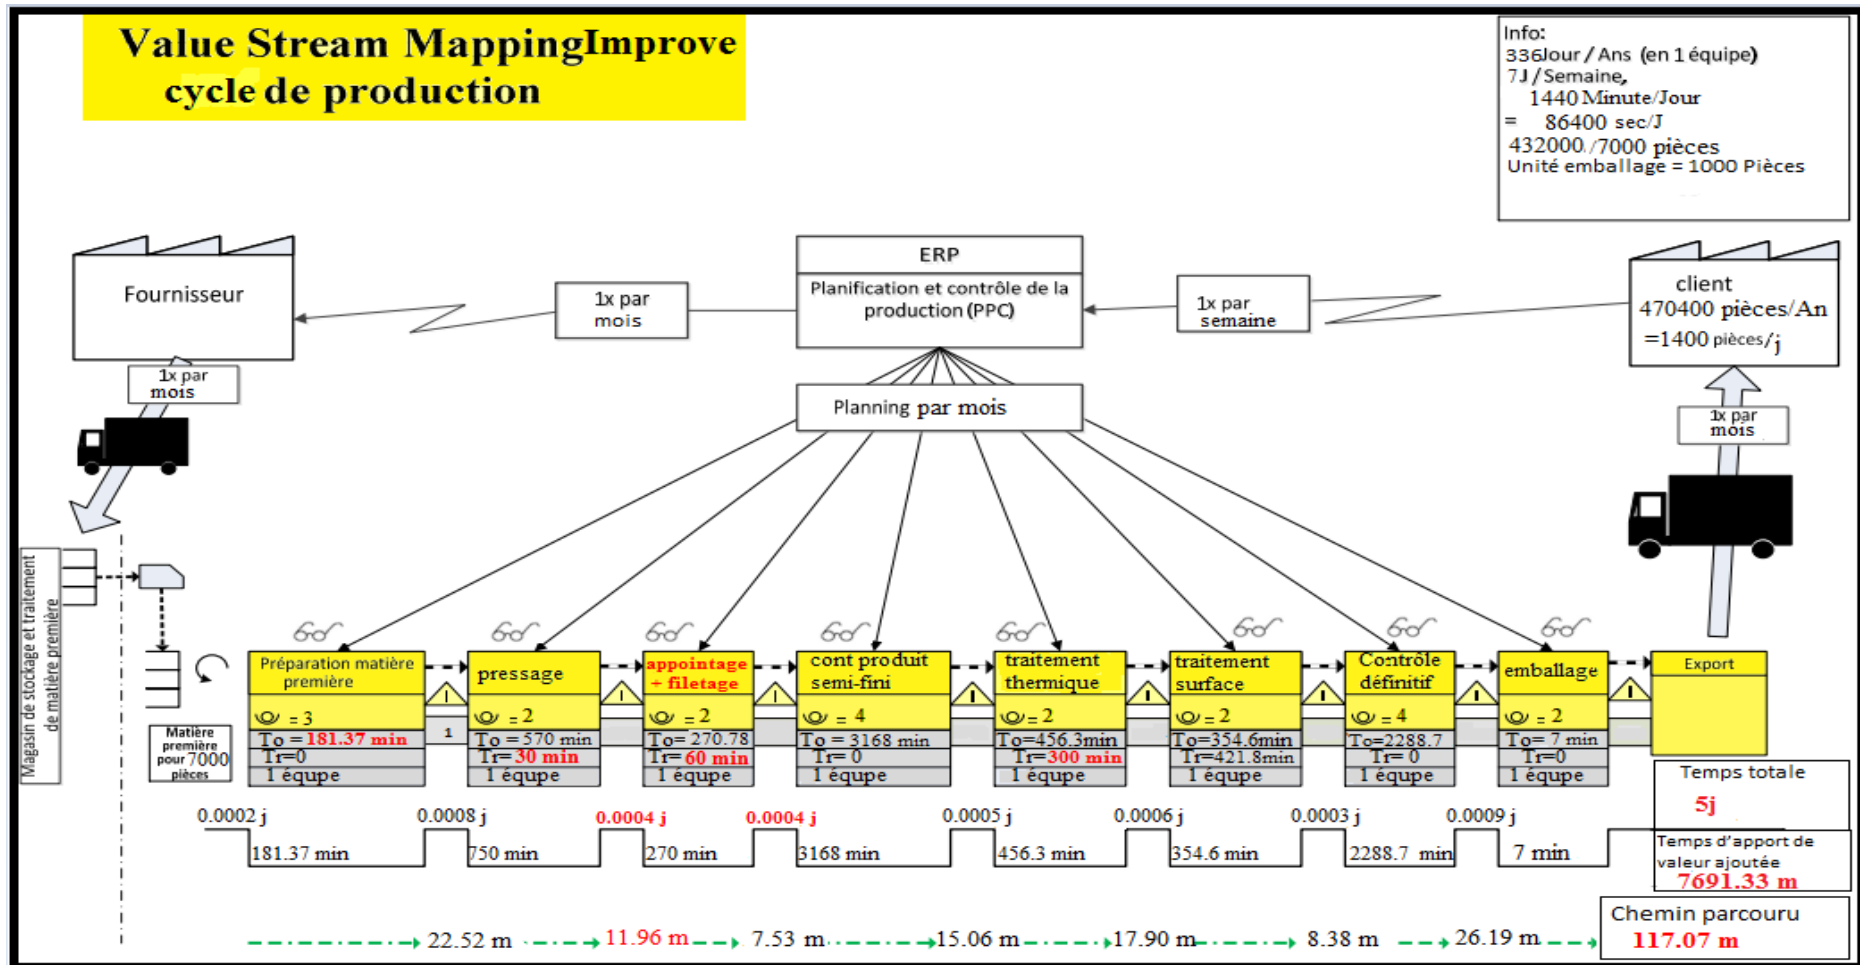 Value Stream MappingImprove
cycle de production
Info:
336Jour / Ans (en 1 équipe)
7J / Semaine,
1440 Minute/Jour
= 86400 sec/J
432000./7000 pièces
Unité emballage = 1000 Pièces
Fournisseur
1x par
mois
ERP
Planification et contrôle de la
production (PPC)
1x par
semaine
client
470400 pièces/An
=1400 pièces/j
1x par
mois
Planning par mois
1x par
mois
Magasin de stockage et traitement
de matière première
Matière
première
pour 7000
pièces
Préparation matière
première
= 3
To = 181.37 min
Tr=0
1 équpe
I
1
pressage
= 2
To = 570 min
Tr= 30 min
1 équpe
I
appointage
+ filetage
= 2
To= 270.78
Tr= 60 min
1 équpe
I
cont produit
semi-fini
= 4
To = 3168 min
Tr= 0
1 équpe
I
traitement
thermique
=2
To=456.3min
Tr=300 min
1 équpe
I
traitement
surface
=2
To=354.6min
Tr=421.8min
1 équpe
I
Contrôle
définitif
= 4
To=2288.7
Tr= 0
1 équpe
I
emballage
= 2
To= 7 min
Tr=0
1 équpe
I
Export
Temps totale
5j
0.0002 j 0.0008 j 0.0004 j 0.0004 j 0.0005 j 0.0006 j 0.0003 j 0.0009 j
181.37 min 750 min 270 min 3168 min 456.3 min 354.6 min 2288.7 min 7 min
Temps d'apport de
valeur ajoutée
7691.33 m
Chemin parcouru
117.07 m
22.52 m 11.96 m 7.53 m 15.06 m 17.90 m 8.38 m 26.19 m